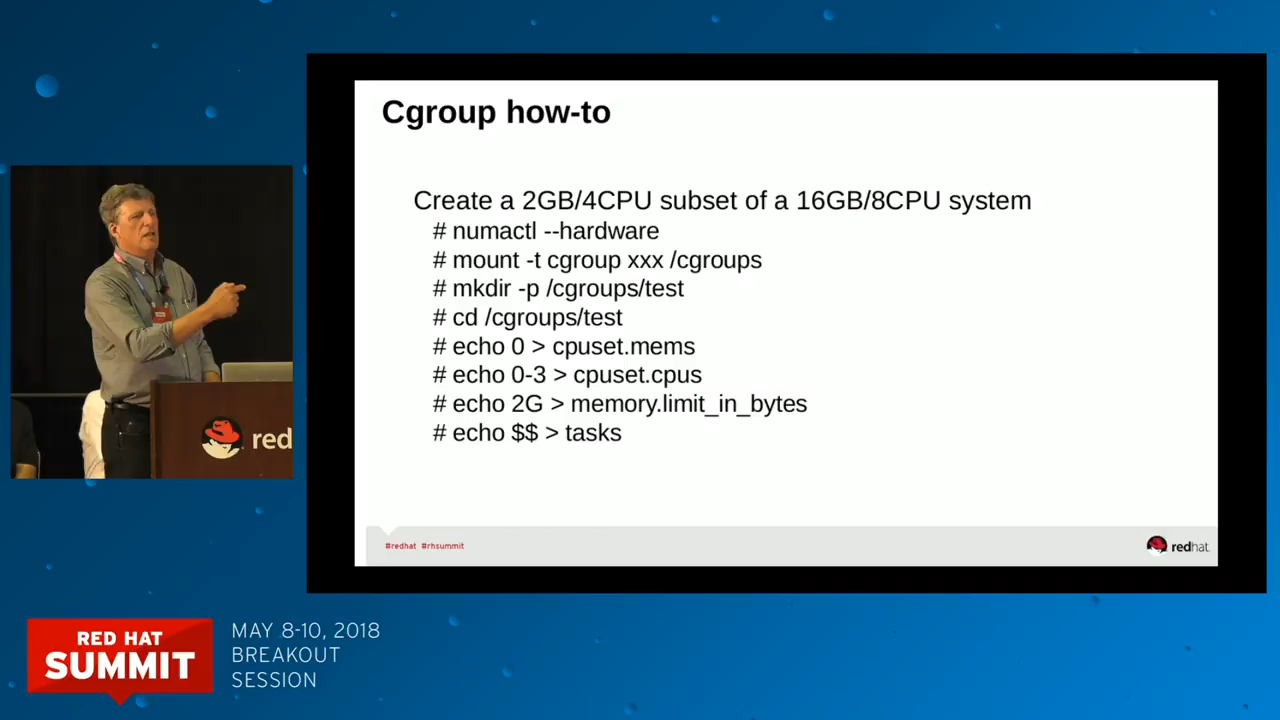 Cgroup how-to
Create a 2GB/4CPU subset of a 16GB/8CPU system
# numactl --hardware
# mount -t cgroup xxx /cgroups
# mkdir -p /cgroups/test
# cd /cgroups/test
# echo 0 > cpuset.mems
# echo 0-3 > cpuset.cpus
# echo 2G > memory.limit_in_bytes
# echo $$ > tasks
#redhat #rhsummit
redhat.
red
RED HAT
SUMMIT
MAY 8-10, 2018
BREAKOUT
SESSION